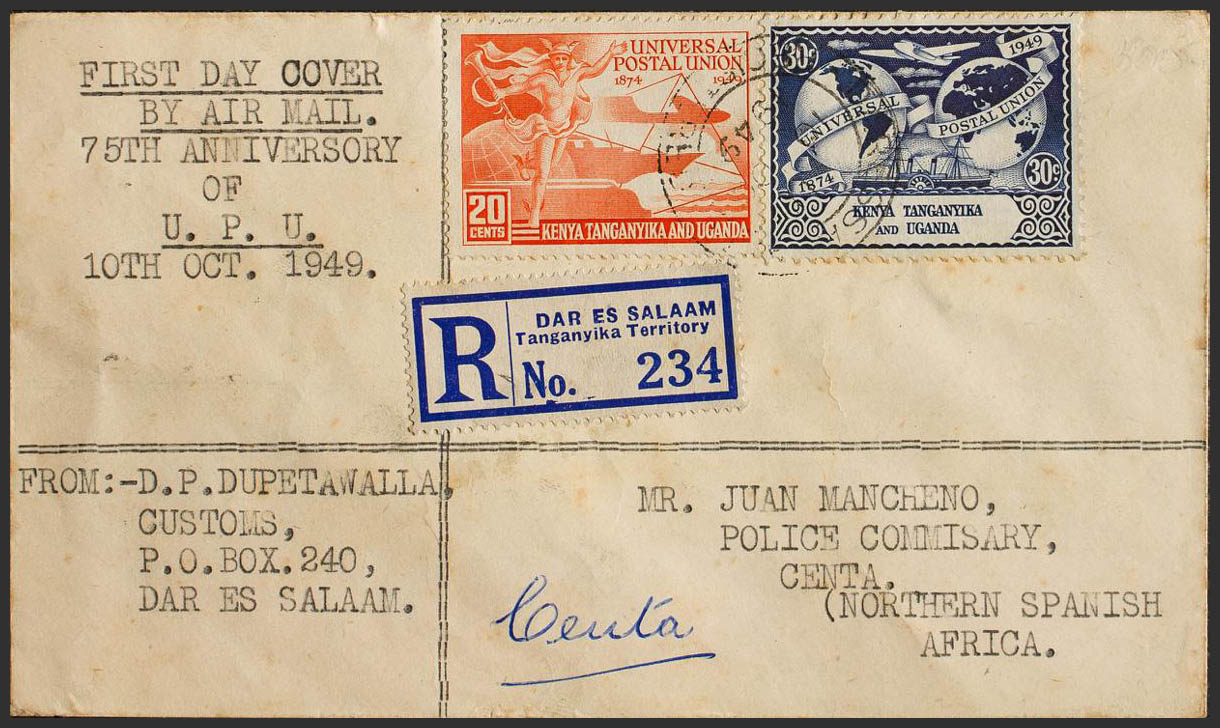 FIRST DAY COVER
BY AIR MAIL.
75TH ANNIVERSORY
OF
U. P. U.
10TH OCT. 1949.
UNIVERSAL
POSTAL UNION
1874 1949
20
CENTS
KENYA TANGANYIKA AND UGANDA
30c
1949
UNIVERSAL
POSTAL UNION
1874
30c
KENYA TANGANYIKA
AND UGANDA
R
DAR ES SALAAM
Tanganyika Territory
No. 234
FROM:-D.P.DUPETAWALLA,
CUSTOMS,
P.O.BOX.240,
DAR ES SALAAM.
MR. JUAN MANCHENO,
POLICE COMMISARY,
CENTA.
(NORTHERN SPANISH
AFRICA.
Ceuta